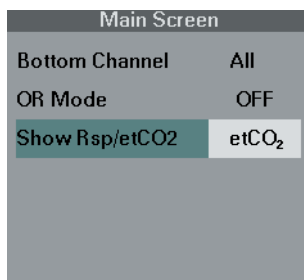 Main Screen
Bottom Channel All
OR Mode OFF
Show Rsp/etCO2 etCO₂